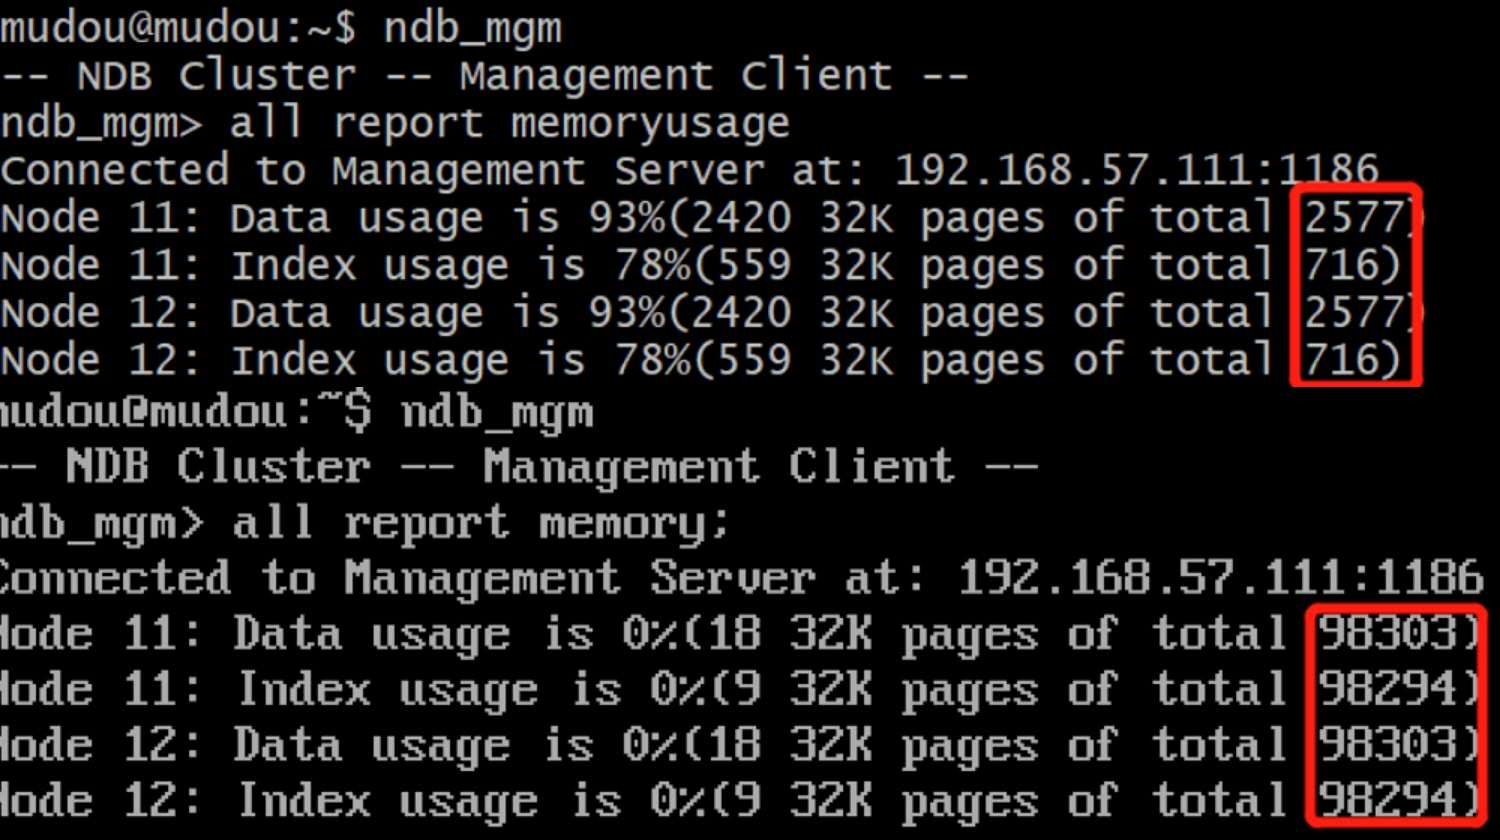 mudou@mudou:~$ ndb_mgm
-- NDB Cluster -- Management Client --
ndb_mgm> all report memoryusage
Connected to Management Server at: 192.168.57.111:1186
Node 11: Data usage is 93%(2420 32K pages of total 2577)
Node 11: Index usage is 78%(559 32K pages of total 716)
Node 12: Data usage is 93%(2420 32K pages of total 2577)
Node 12: Index usage is 78%(559 32K pages of total 716)
mudou@mudou:~$ ndb_mgm
-- NDB Cluster -- Management Client --
ndb_mgm> all report memory;
Connected to Management Server at: 192.168.57.111:1186
Node 11: Data usage is 0%(18 32K pages of total 98303)
Node 11: Index usage is 0%(9 32K pages of total 98294)
Node 12: Data usage is 0%(18 32K pages of total 98303)
Node 12: Index usage is 0%(9 32K pages of total 98294)